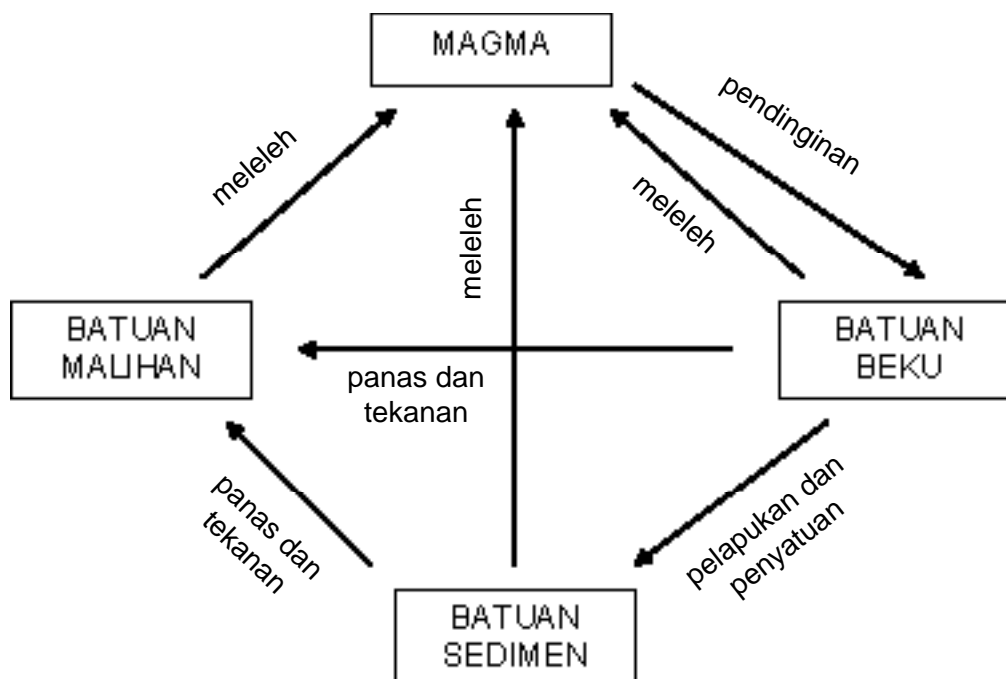 MAGMA
pendinginan
meleleh
meleleh
meleleh
BATUAN
MALIHAN
BATUAN
BEKU
panas dan
tekanan
panas dan
tekanan
pelapukan dan
penyatuan
BATUAN
SEDIMEN